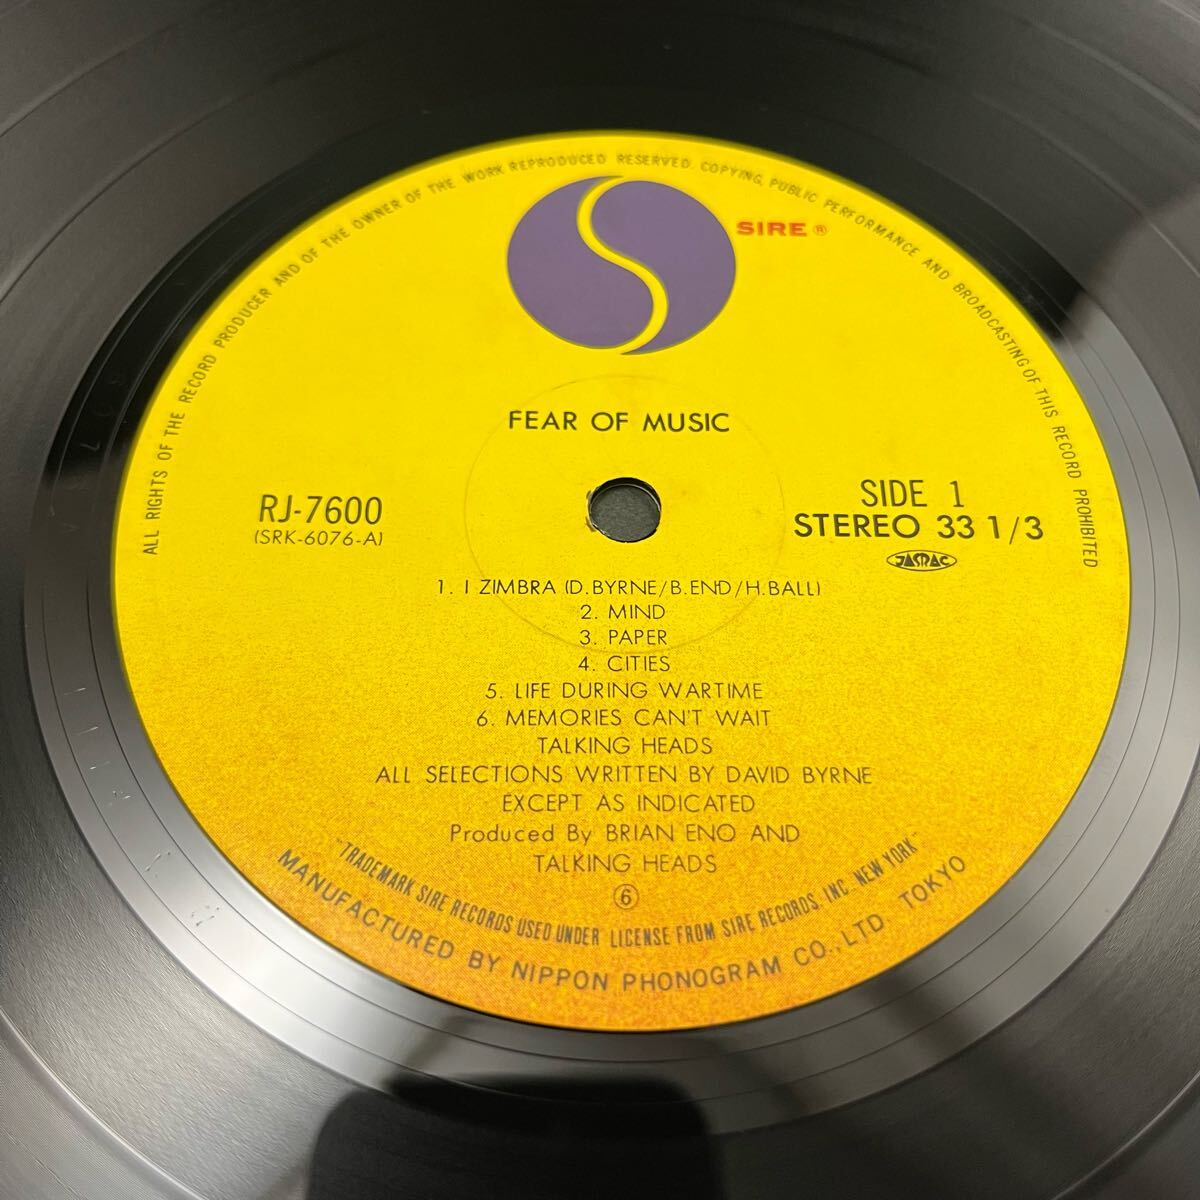 ALL RIGHTS OF THE RECORD PRODUCER AND OF THE OWNER OF THE WORK REPRODUCED RESERVED. COPYING, PUBLIC PERFORMANCE AND BROADCASTING OF THIS RECORD PROHIBITED
SIRE ®
FEAR OF MUSIC
RJ-7600
(SRK-6076-A)
SIDE 1
STEREO 33 1/3
JASRAC
1. I ZIMBRA (D.BYRNE/B.END/H.BALL)
2. MIND
3. PAPER
4. CITIES
5. LIFE DURING WARTIME
6. MEMORIES CAN'T WAIT
TALKING HEADS
ALL SELECTIONS WRITTEN BY DAVID BYRNE
EXCEPT AS INDICATED
Produced By BRIAN ENO AND
TALKING HEADS
⑥
"TRADEMARK SIRE RECORDS USED UNDER LICENSE FROM SIRE RECORDS, INC. NEW YORK"
MANUFACTURED BY NIPPON PHONOGRAM CO., LTD. TOKYO